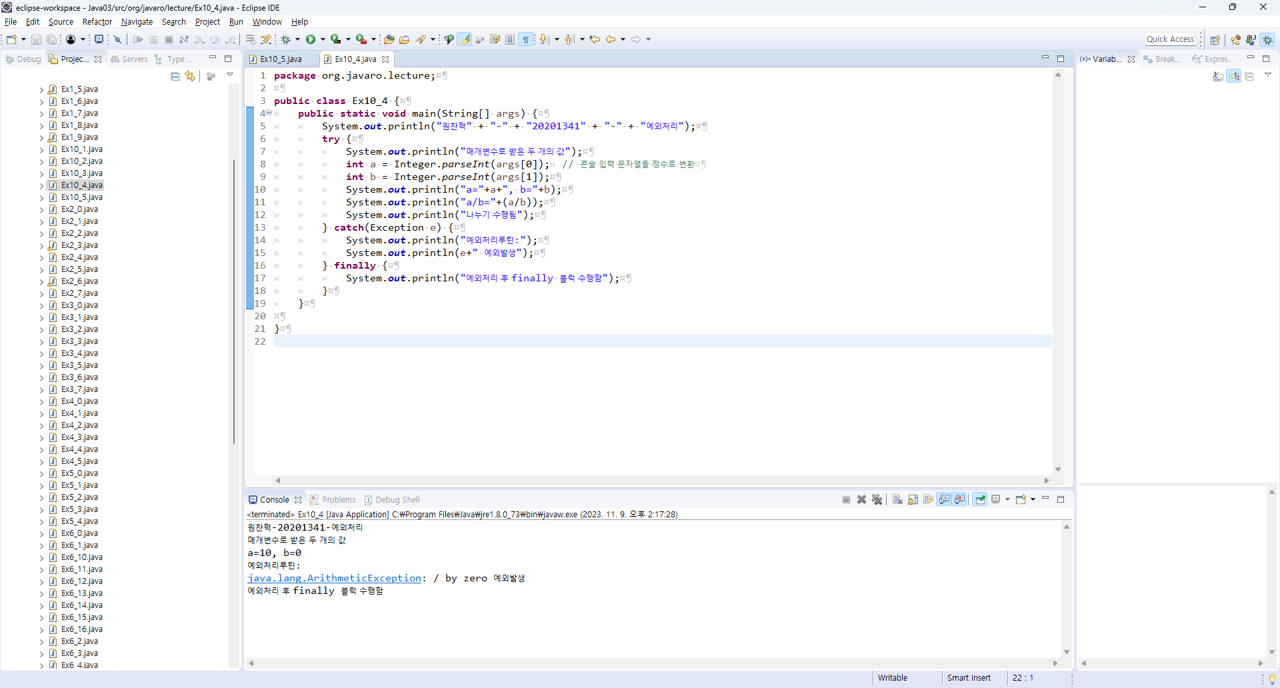 eclipse-workspace - Java03/src/org/javaro/lecture/Ex10_4.java - Eclipse IDE
File Edit Source Refactor Navigate Search Project Run Window Help
Quick Access
Debug Projec... Servers Type ...
Ex1_5.java
Ex1_6.java
Ex1_7.java
Ex1_8.java
Ex1_9.java
Ex10_1.java
Ex10_2.java
Ex10_3.java
Ex10_4.java
Ex10_5.java
Ex2_0.java
Ex2_1.java
Ex2_2.java
Ex2_3.java
Ex2_4.java
Ex2_5.java
Ex2_6.java
Ex2_7.java
Ex3_0.java
Ex3_1.java
Ex3_2.java
Ex3_3.java
Ex3_4.java
Ex3_5.java
Ex3_6.java
Ex3_7.java
Ex4_0.java
Ex4_1.java
Ex4_2.java
Ex4_3.java
Ex4_4.java
Ex4_5.java
Ex5_0.java
Ex5_1.java
Ex5_2.java
Ex5_3.java
Ex5_4.java
Ex6_0.java
Ex6_1.java
Ex6_10.java
Ex6_11.java
Ex6_12.java
Ex6_13.java
Ex6_14.java
Ex6_15.java
Ex6_16.java
Ex6_2.java
Ex6_3.java
Ex6_4.java
Ex10_5.java Ex10_4.java
1 package org.javaro.lecture;
2
3 public class Ex10_4 {
4 public static void main(String[] args) {
5 System.out.println("원찬혁" + "-" + "20201341" + "-" + "예외처리");
6 try {
7 System.out.println("매개변수로 받은 두 개의 값");
8 int a = Integer.parseInt(args[0]); // 콘솔 입력 문자열을 정수로 변환
9 int b = Integer.parseInt(args[1]);
10 System.out.println("a="+a+", b="+b);
11 System.out.println("a/b="+(a/b));
12 System.out.println("나누기 수행됨");
13 } catch(Exception e) {
14 System.out.println("예외처리루틴:");
15 System.out.println(e+" 예외발생");
16 } finally {
17 System.out.println("예외처리 후 finally 블럭 수행함");
18 }
19 }
20
21 }
22
Variab... Break... Expres...
Console Problems Debug Shell
<terminated> Ex10_4 [Java Application] C:₩Program Files₩Java₩jre1.8.0_73₩bin₩javaw.exe (2023. 11. 9. 오후 2:17:28)
원찬혁-20201341-예외처리
매개변수로 받은 두 개의 값
a=10, b=0
예외처리루틴:
java.lang.ArithmeticException: / by zero 예외발생
예외처리 후 finally 블럭 수행함
Writable Smart Insert 22 : 1